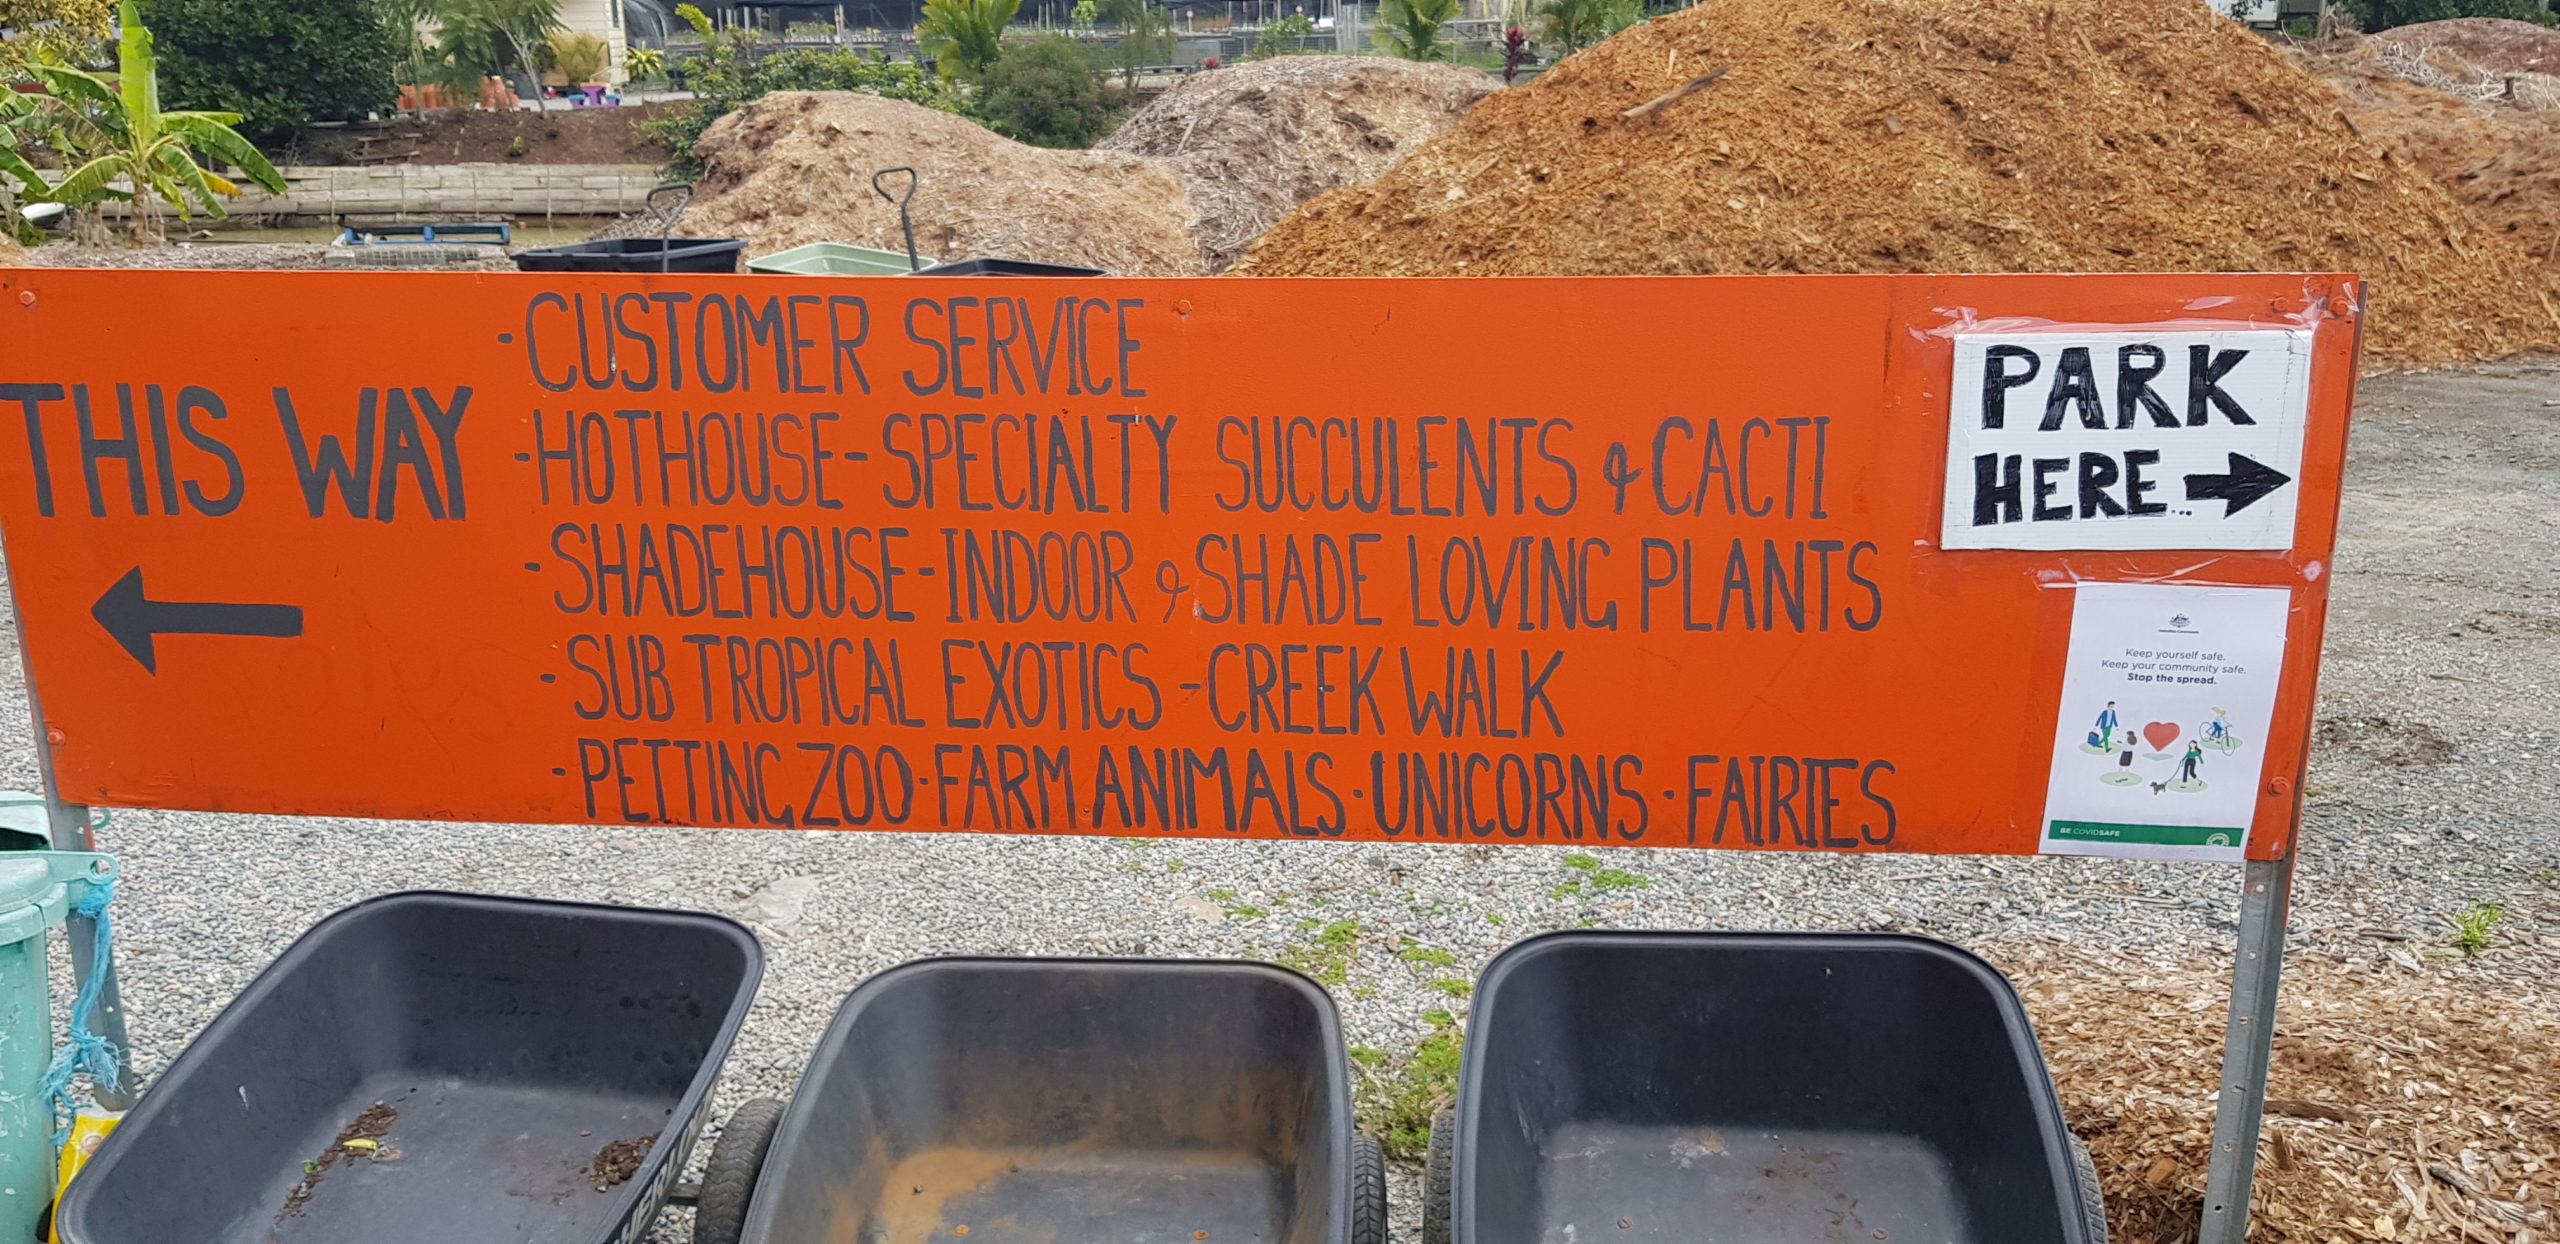 THIS WAY
-CUSTOMER SERVICE
-HOTHOUSE-SPECIALTY SUCCULENTS & CACTI
-SHADEHOUSE-INDOOR & SHADE LOVING PLANTS
-SUB TROPICAL EXOTICS -CREEK WALK
-PETTING ZOO·FARM ANIMALS·UNICORNS·FAIRIES
PARK
HERE...
Keep yourself safe.
Keep your community safe.
Stop the spread.
BE COVIDSAFE